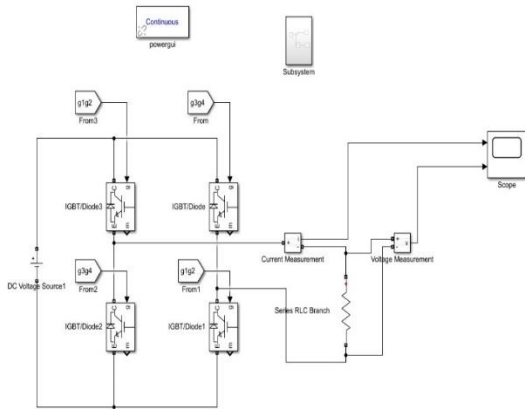 Continuous
powergui
Subsystem
g1g2
From3
g3g4
From
Scope
IGBT/Diode3
IGBT/Diode
Current Measurement
Voltage Measurement
DC Voltage Source1
g3g4
From2
g1g2
From1
IGBT/Diode2
IGBT/Diode1
Series RLC Branch